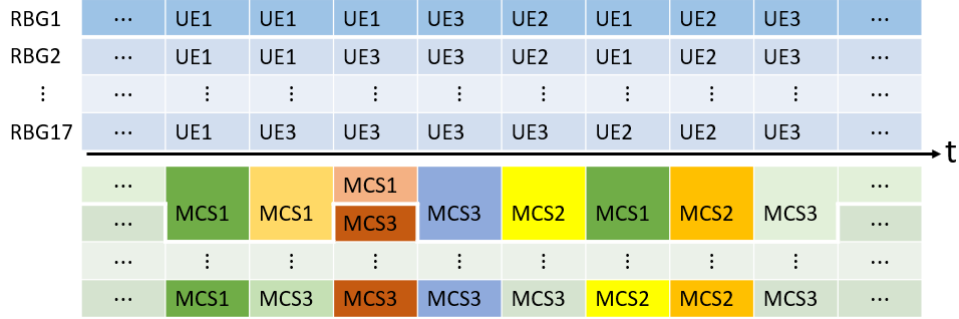 RBG1 ... UE1 UE1 UE1 UE3 UE2 UE2 UE3 ...
RBG2 ... UE1 UE1 UE3 UE3 UE2 UE1 UE2 UE3 ...
⋮ ... ⋮ ⋮ ⋮ ⋮ ⋮ ⋮ ⋮ ⋮ ...
RBG17 ... UE1 UE3 UE3 UE3 UE3 UE2 UE2 UE3 ...
t
... MCS1 ...
... MCS1 MCS1 MCS3 MCS3 MCS2 MCS1 MCS2 MCS3 ...
... ⋮ ⋮ ⋮ ⋮ ⋮ ⋮ ⋮ ⋮ ...
... MCS1 MCS3 MCS3 MCS3 MCS3 MCS2 MCS2 MCS3 ...